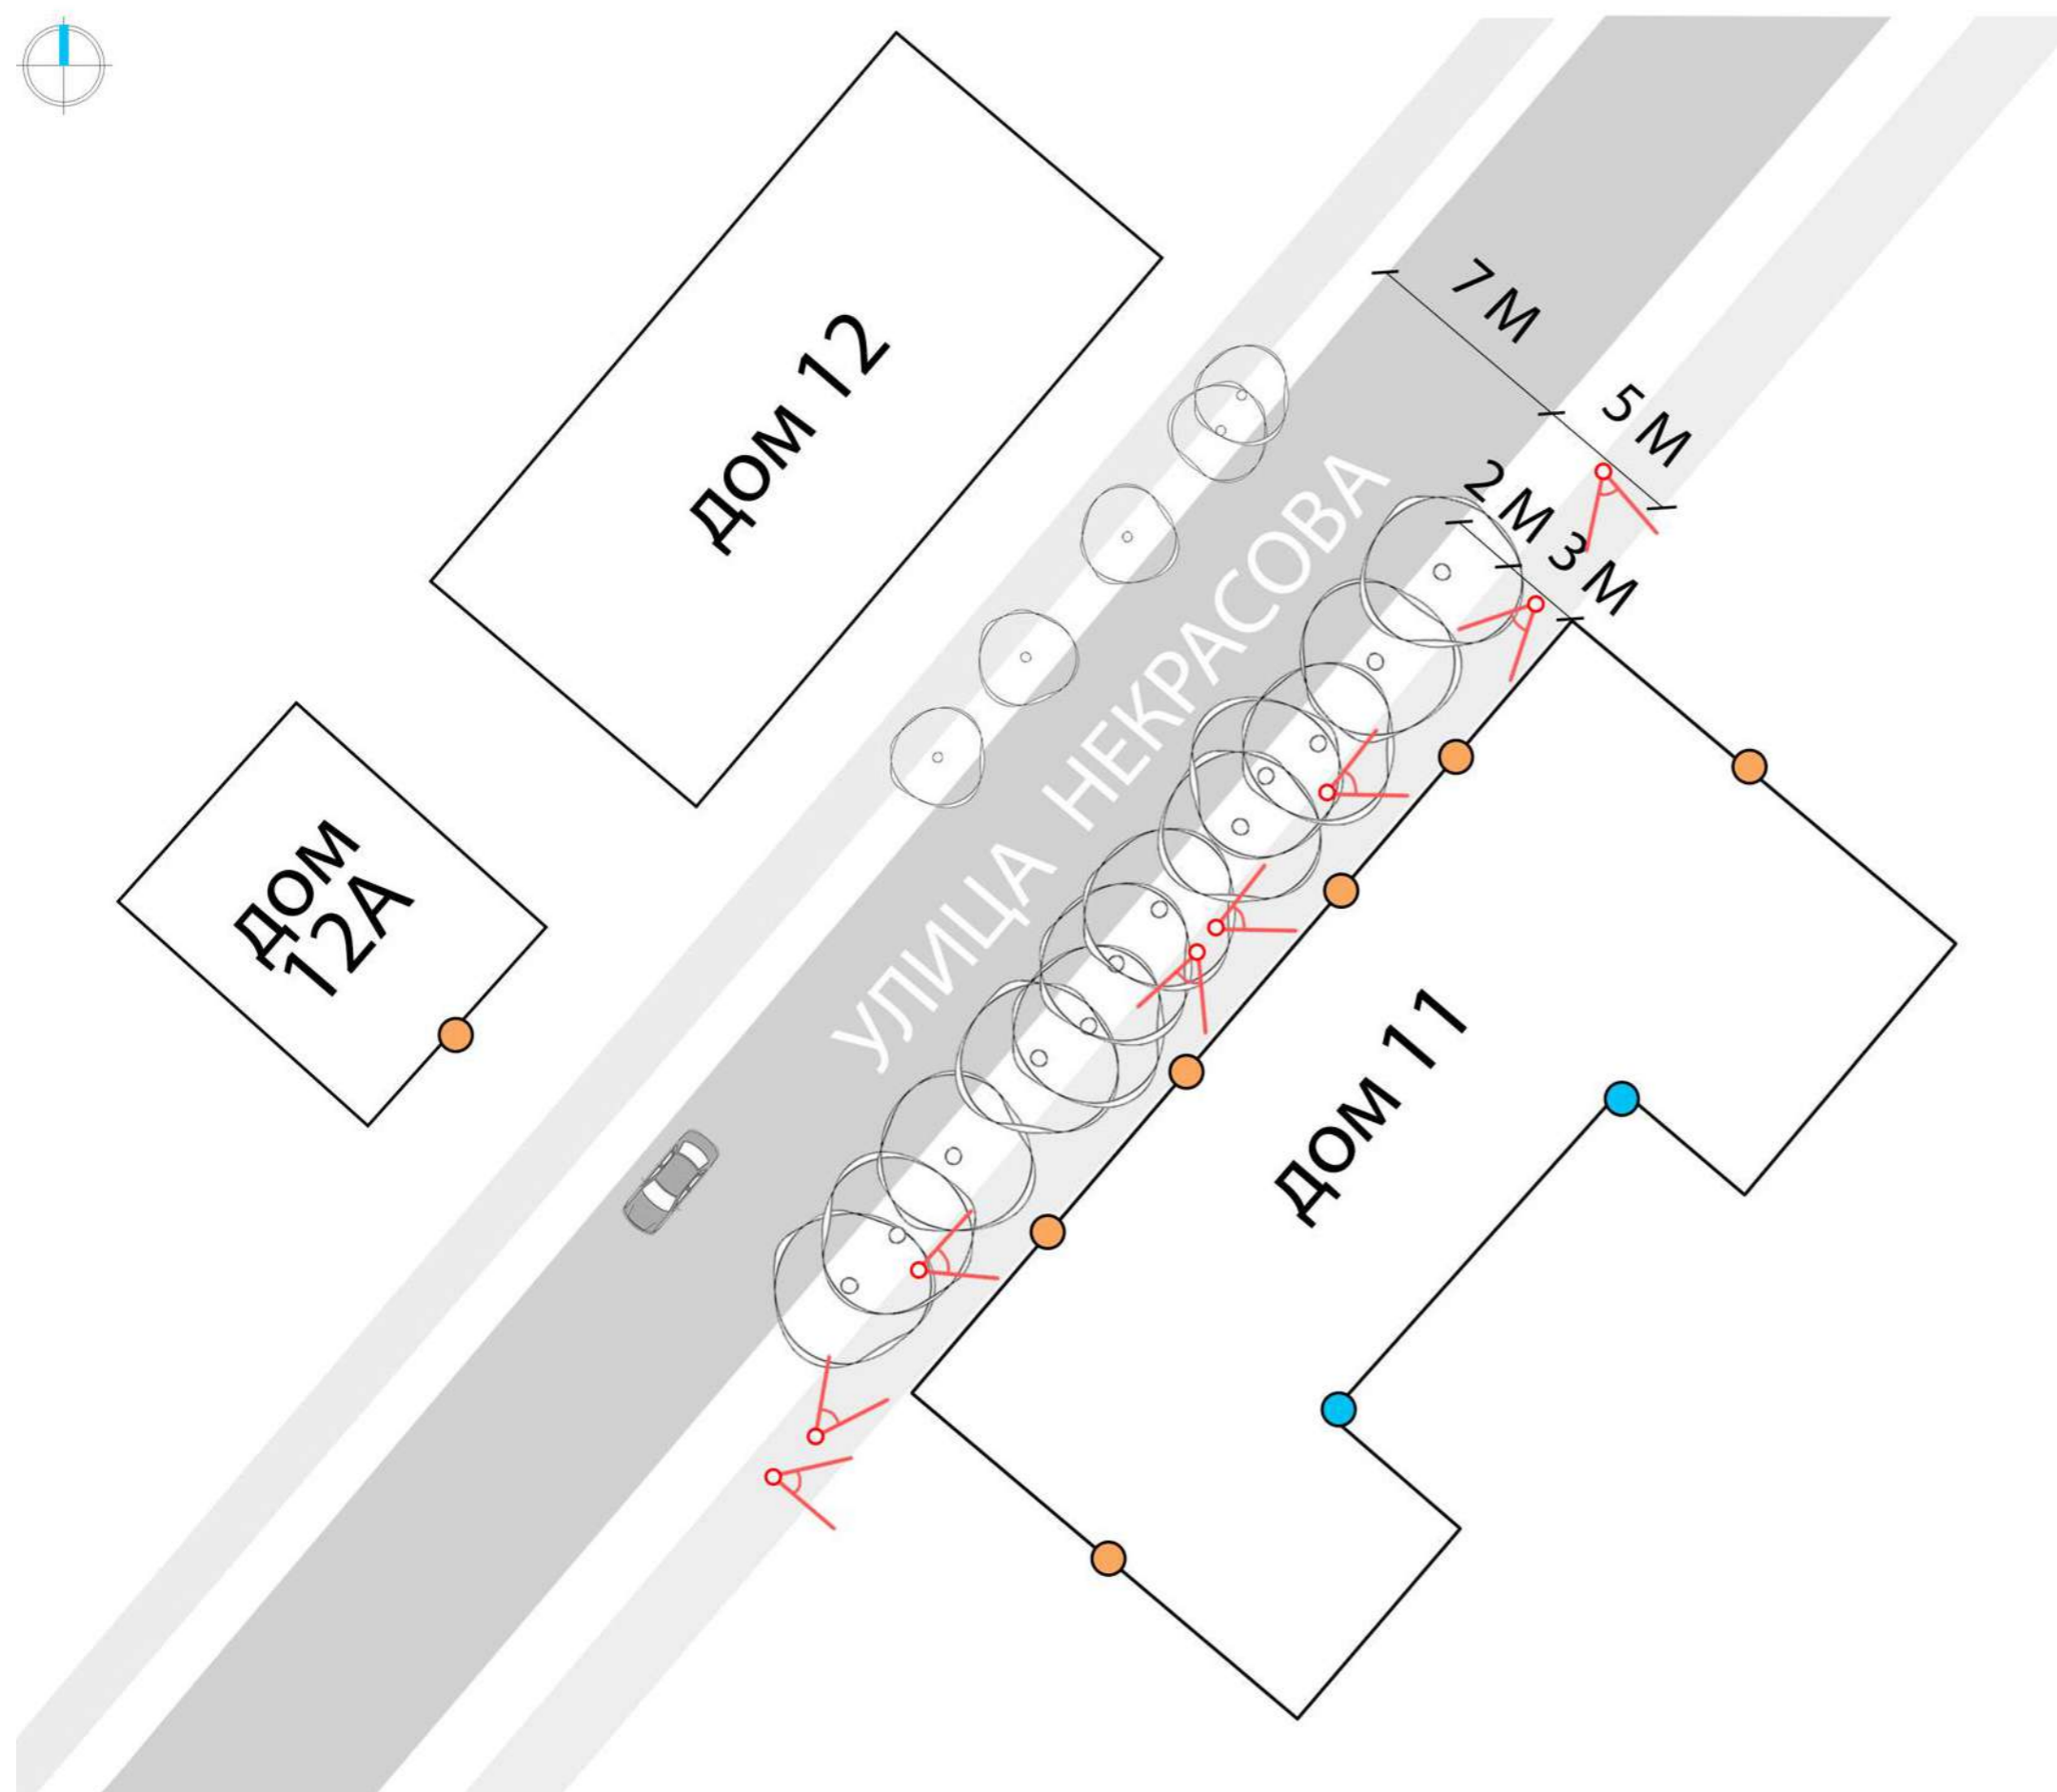 7 М
5 М
2 М 3 М
ДОМ 12
УЛИЦА НЕКРАСОВА
ДОМ
12А
ДОМ 11